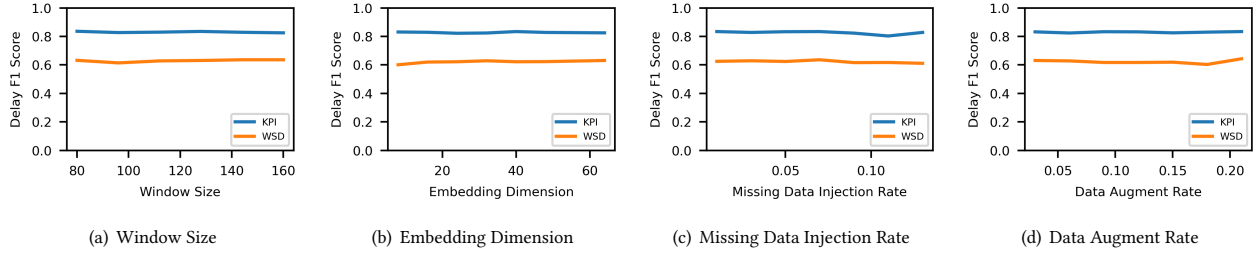 1.0
0.8
0.6
0.4
0.2
0.0
Delay F1 Score
KPI
WSD
80 100 120 140 160
Window Size
(a) Window Size
1.0
0.8
0.6
0.4
0.2
0.0
Delay F1 Score
KPI
WSD
20 40 60
Embedding Dimension
(b) Embedding Dimension
1.0
0.8
0.6
0.4
0.2
0.0
Delay F1 Score
KPI
WSD
0.05 0.10
Missing Data Injection Rate
(c) Missing Data Injection Rate
1.0
0.8
0.6
0.4
0.2
0.0
Delay F1 Score
KPI
WSD
0.05 0.10 0.15 0.20
Data Augment Rate
(d) Data Augment Rate